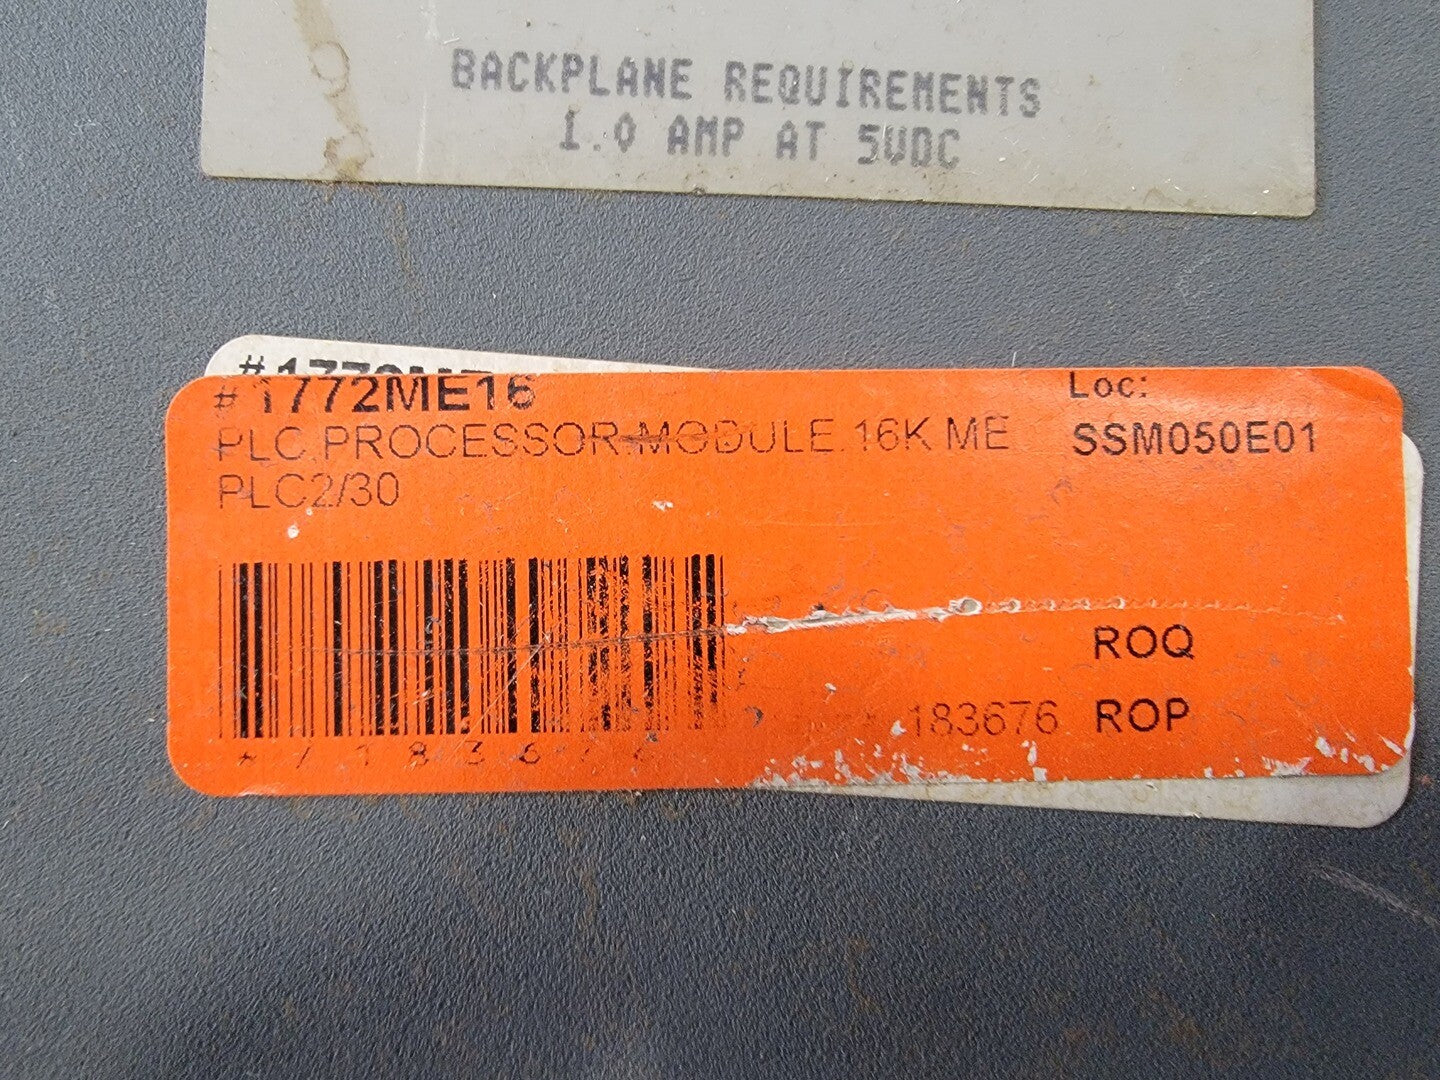 BACKPLANE REQUIREMENTS
1.0 AMP AT 5VDC
#1772ME16
PLC,PROCESSOR MODULE.16K ME
PLC2/30
Loc:
SSM050E01
ROQ
183676 ROP